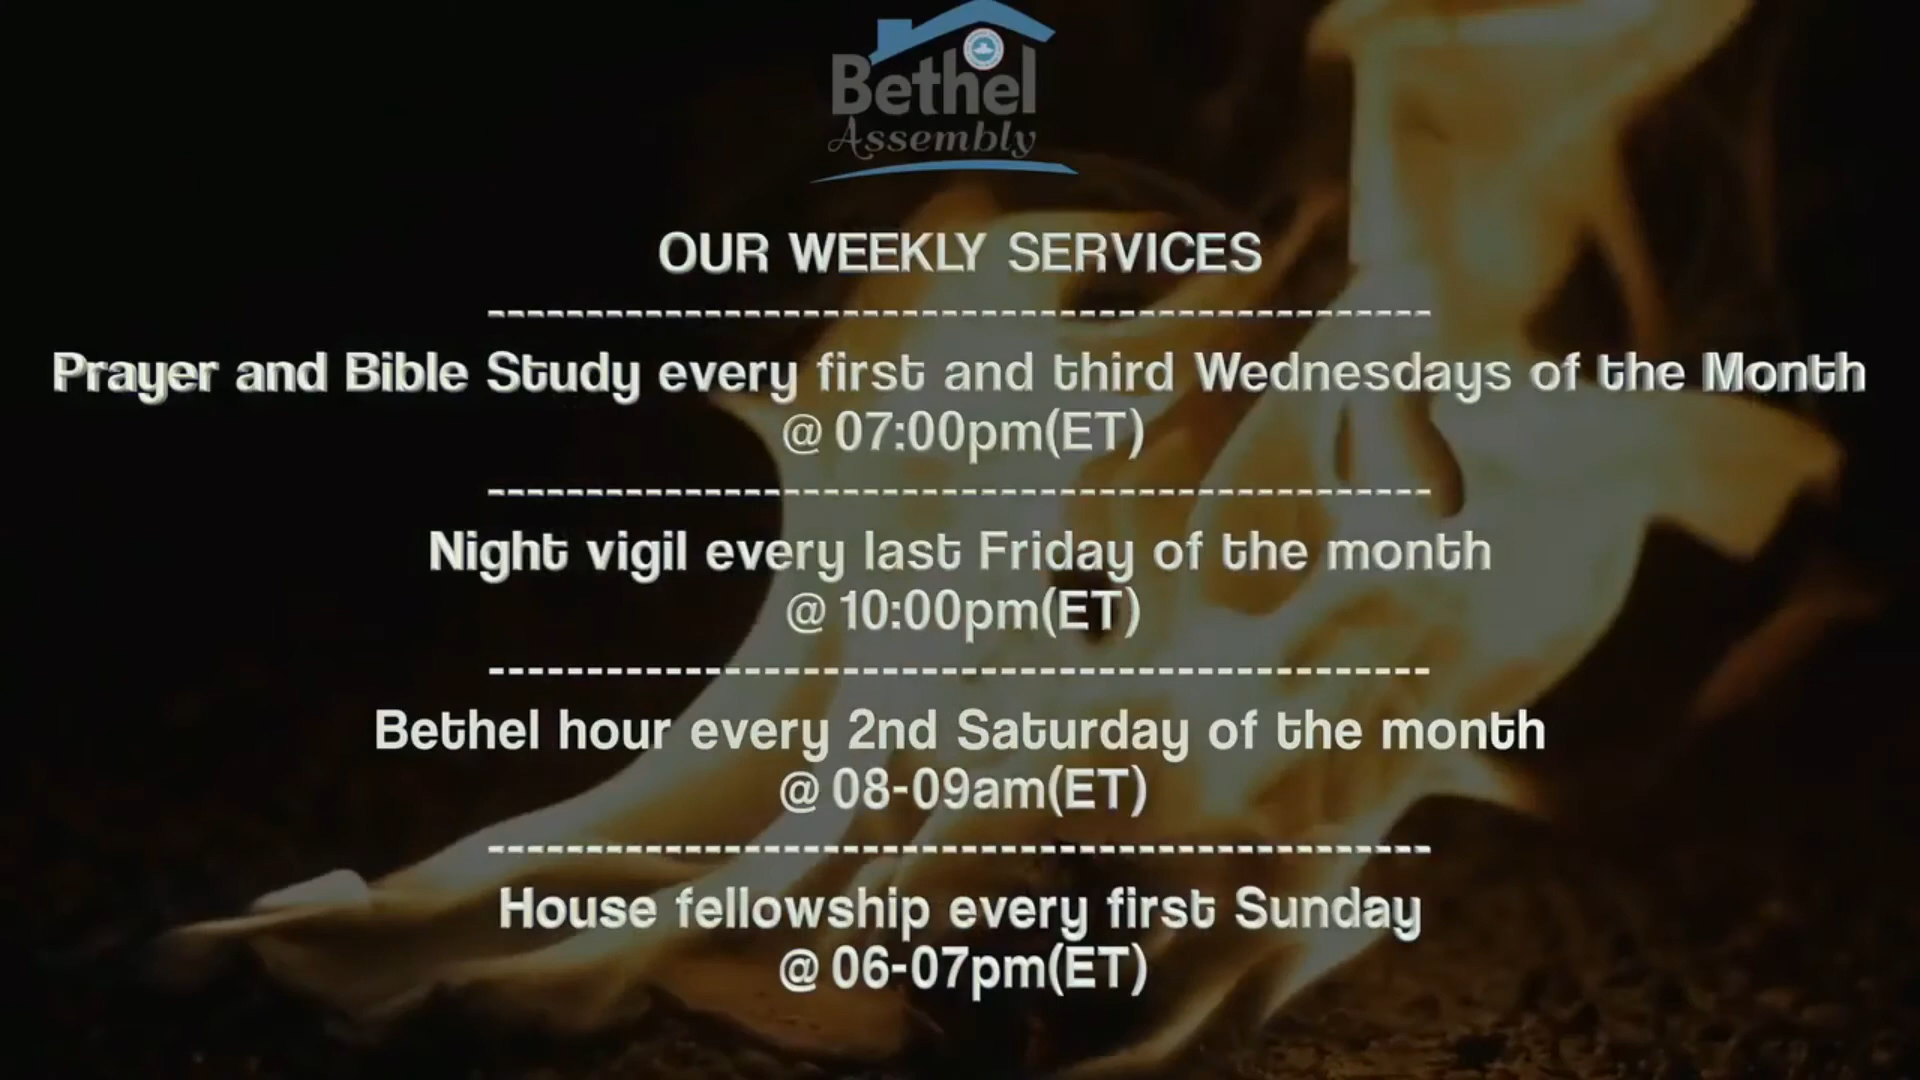 Bethel
Assembly
OUR WEEKLY SERVICES
------------------------------------------------
Prayer and Bible Study every first and third Wednesdays of the Month
@ 07:00pm(ET)
------------------------------------------------
Night vigil every last Friday of the month
@ 10:00pm(ET)
------------------------------------------------
Bethel hour every 2nd Saturday of the month
@ 08-09am(ET)
------------------------------------------------
House fellowship every first Sunday
@ 06-07pm(ET)